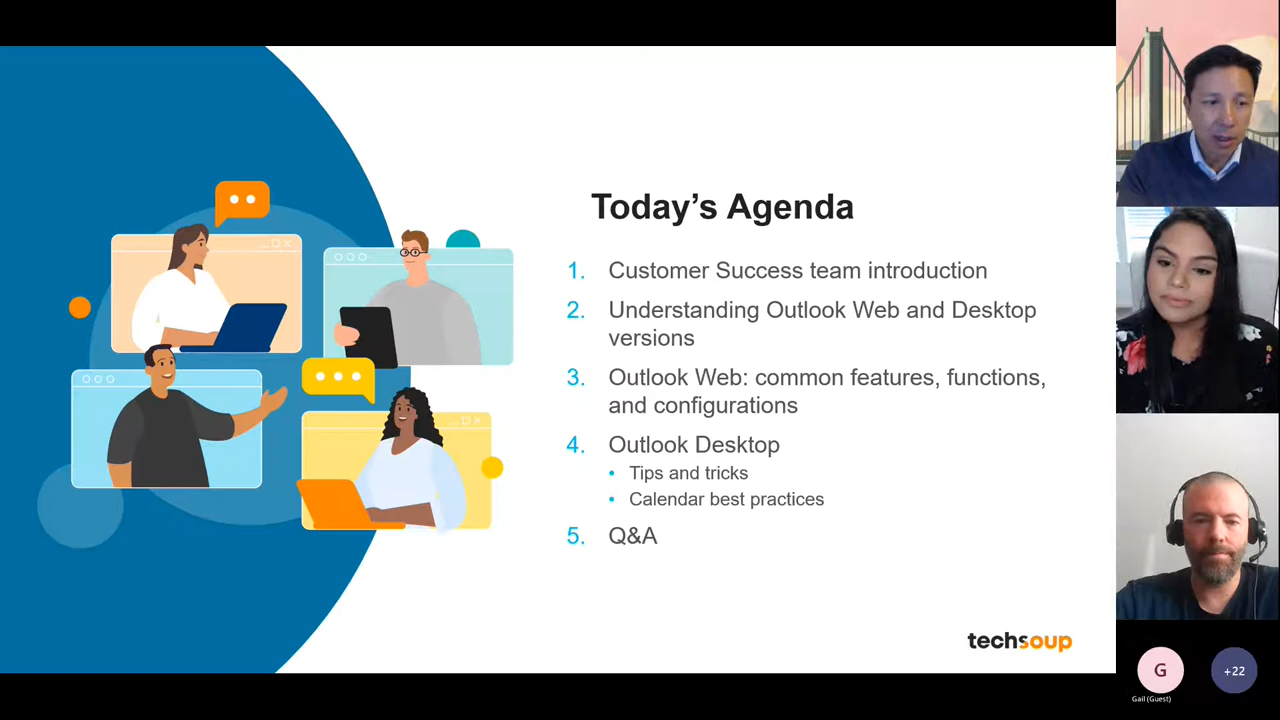 Today's Agenda
1. Customer Success team introduction
2. Understanding Outlook Web and Desktop
versions
3. Outlook Web: common features, functions,
and configurations
4. Outlook Desktop
• Tips and tricks
• Calendar best practices
5. Q&A
techsoup
G
+22
Gail (Guest)